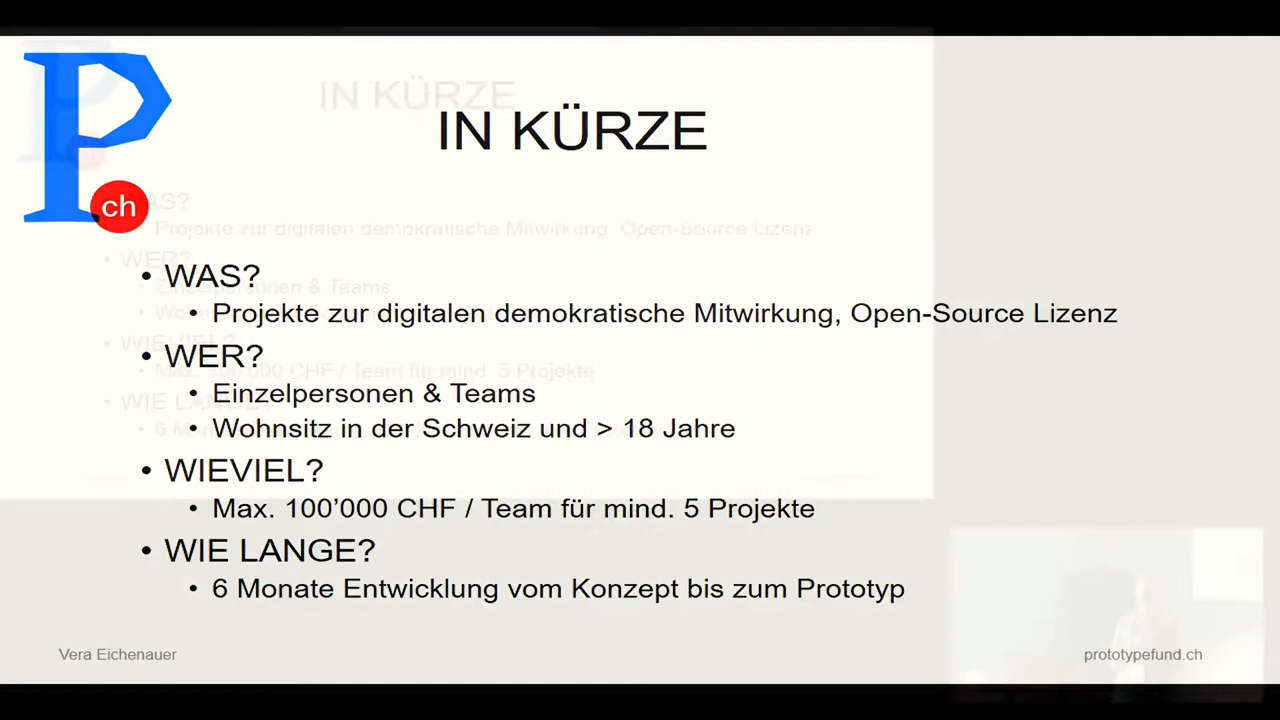 ch
IN KÜRZE
• WAS?
• Projekte zur digitalen demokratische Mitwirkung, Open-Source Lizenz
• WER?
• Einzelpersonen & Teams
• Wohnsitz in der Schweiz und > 18 Jahre
• WIEVIEL?
• Max. 100’000 CHF / Team für mind. 5 Projekte
• WIE LANGE?
• 6 Monate Entwicklung vom Konzept bis zum Prototyp
Vera Eichenauer
prototypefund.ch